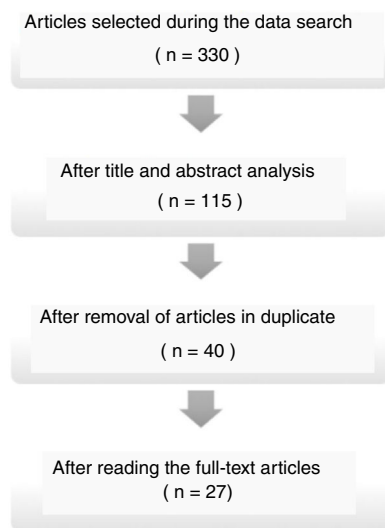 Articles selected during the data search
( n = 330 )
After title and abstract analysis
( n = 115 )
After removal of articles in duplicate
( n = 40 )
After reading the full-text articles
( n = 27)